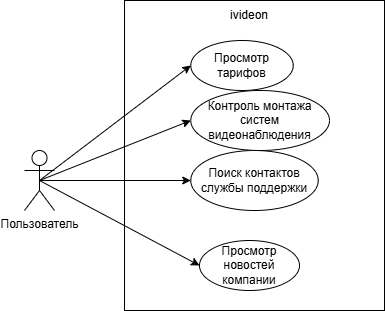 ivideon
Просмотр
тарифов
Контроль монтажа
систем
видеонаблюдения
Поиск контактов
службы поддержки
Пользователь
Просмотр
новостей
компании